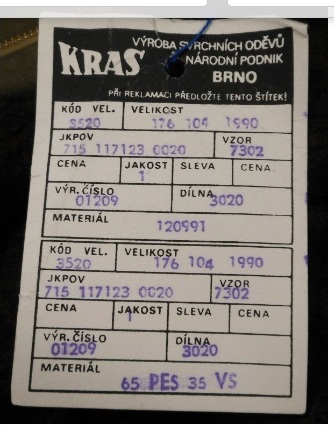 KRAS VÝROBA SVRCHNÍCH ODĚVŮ
NÁRODNÍ PODNIK
BRNO
PŘI REKLAMACI PŘEDLOŽTE TENTO ŠTÍTEK!
KÓD VEL. VELIKOST
3520 176 104 1990
JKPOV VZOR
715 117123 0020 7302
CENA JAKOST SLEVA CENA
1
VÝR. ČÍSLO DÍLNA
01209 3020
MATERIÁL
120991
KÓD VEL. VELIKOST
3520 176 104 1990
JKPOV VZOR
715 117123 0020 7302
CENA JAKOST SLEVA CENA
1
VÝR. ČÍSLO DÍLNA
01209 3020
MATERIÁL
65 PES 35 VS